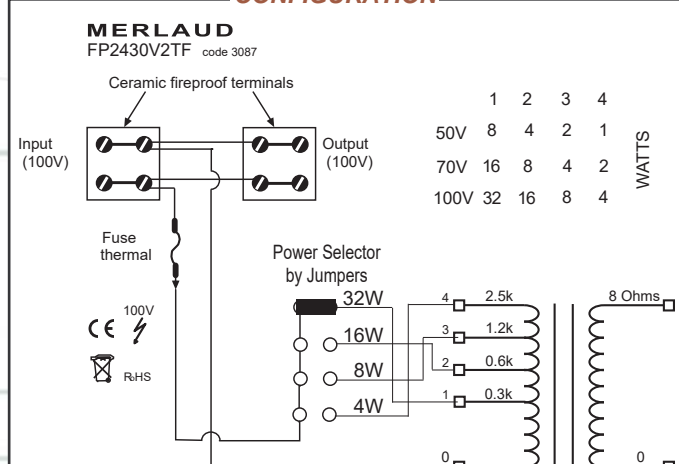 CONFIGURATION
MERLAUD
FP2430V2TF code 3087
Ceramic fireproof terminals
Input
(100V)
Output
(100V)
1 2 3 4
50V 8 4 2 1
70V 16 8 4 2
100V 32 16 8 4
WATTS
Fuse
thermal
Power Selector
by Jumpers
100V
CE
RoHS
32W
16W
8W
4W
4 2.5k
3 1.2k
2 0.6k
1 0.3k
0
8 Ohms
0